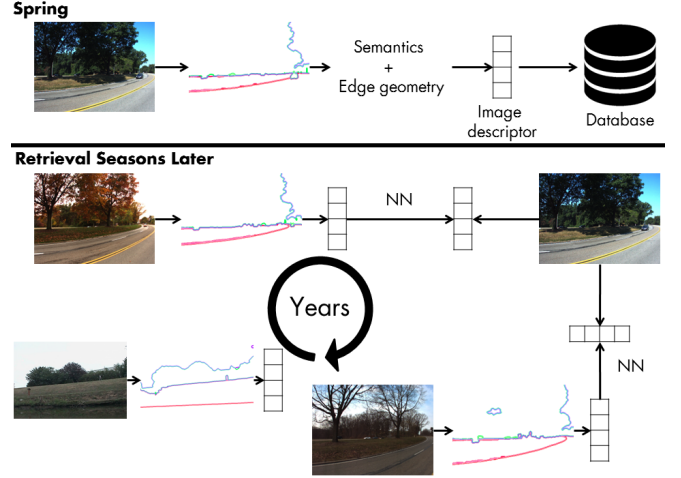 Spring
Semantics
+
Edge geometry
Image
descriptor
Database
Retrieval Seasons Later
NN
Years
NN